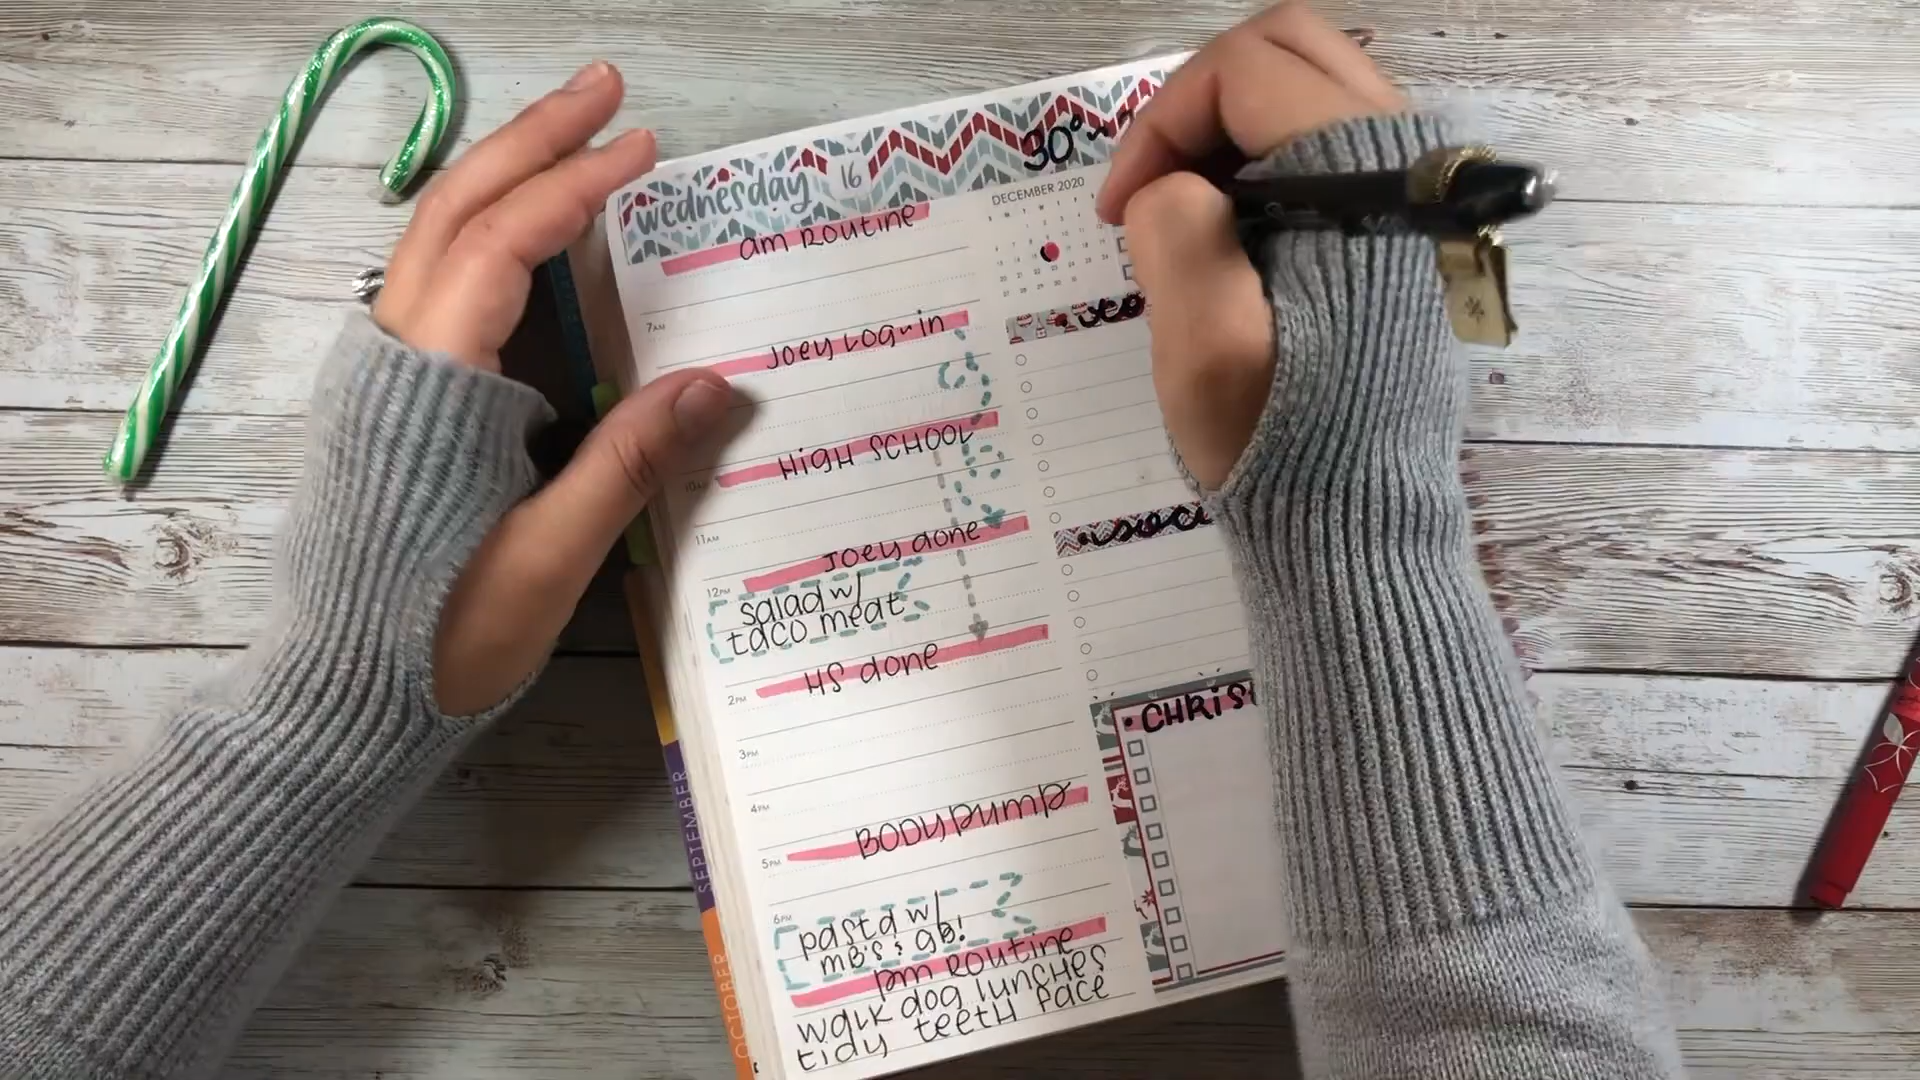 wednesday 16
30°
DECEMBER 2020
am ROUTINE
7AM
JOEY LOG-IN
HIGH SCHOOL
10AM
11AM
JOEY done
12PM
salad w/
taco meat
HS done
2PM
3PM
4PM
BODYPUMP
5PM
6PM
pasta w/
MB's & gb!
pm ROUTINE
walk dog lunches
tidy teeth face
CHRIS
SEPTEMBER
OCTOBER